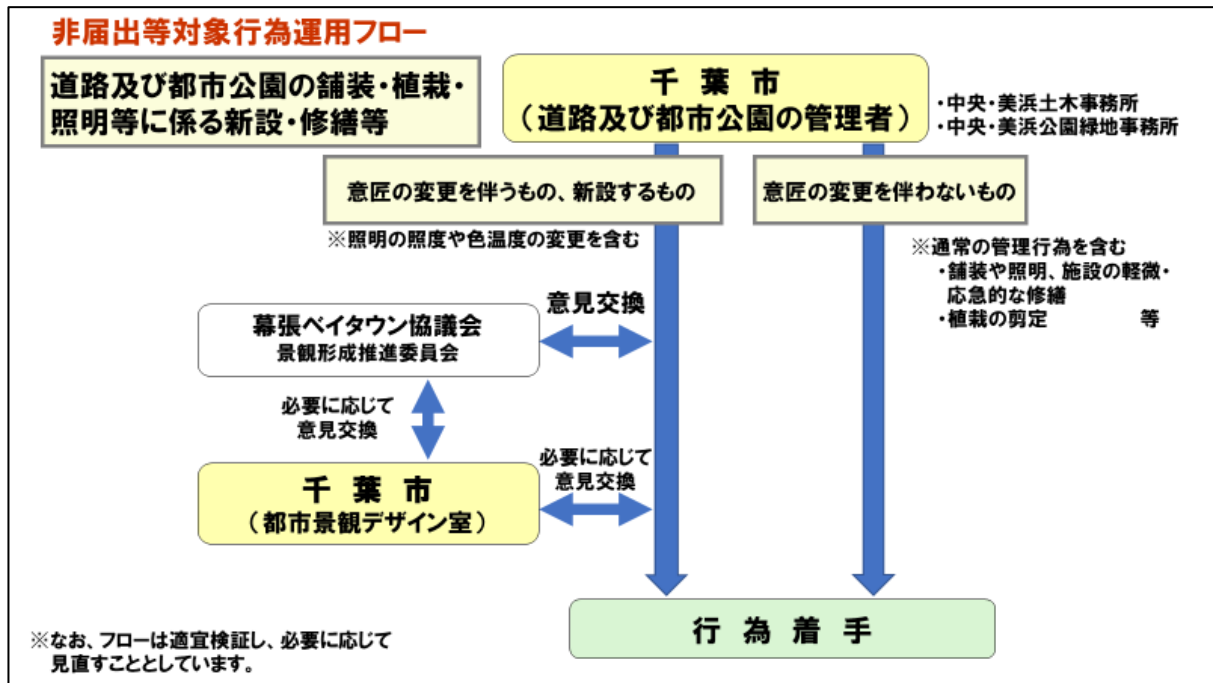 非届出等対象行為運用フロー
道路及び都市公園の舗装・植栽・
照明等に係る新設・修繕等
千葉市
（道路及び都市公園の管理者）
・中央・美浜土木事務所
・中央・美浜公園緑地事務所
意匠の変更を伴うもの、新設するもの
意匠の変更を伴わないもの
※照明の照度や色温度の変更を含む
※通常の管理行為を含む
・舗装や照明、施設の軽微・
応急的な修繕
・植栽の剪定　　　　等
意見交換
幕張ベイタウン協議会
景観形成推進委員会
必要に応じて
意見交換
必要に応じて
意見交換
千葉市
（都市景観デザイン室）
行為着手
※なお、フローは適宜検証し、必要に応じて
見直すこととしています。